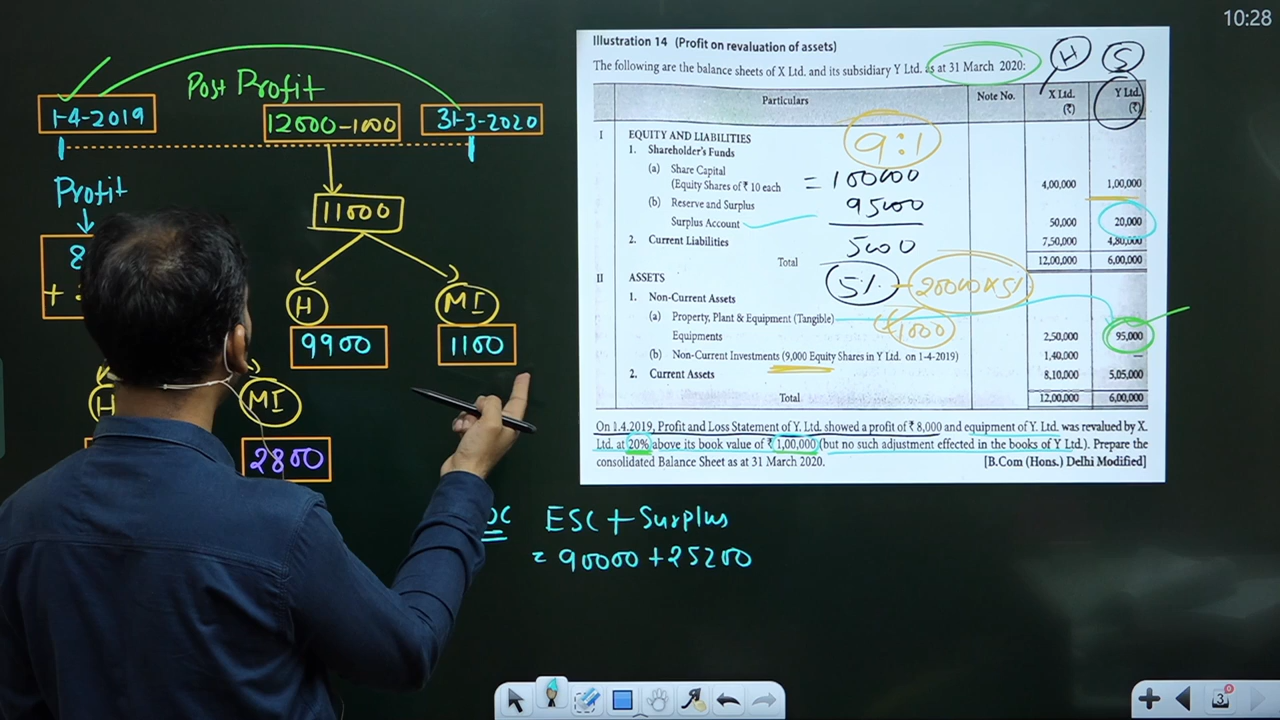 10:28
Post Profit
1-4-2019
12000-1000
31-3-2020
Profit
8
+
11000
H
MI
9900
1100
H
MI
2800
ESC + Surplus
= 90000 + 25200
Illustration 14 (Profit on revaluation of assets)
The following are the balance sheets of X Ltd. and its subsidiary Y Ltd. as at 31 March 2020:
H S
Particulars Note No. X Ltd. (₹) Y Ltd. (₹)
9:1
I EQUITY AND LIABILITIES
1. Shareholder's Funds
(a) Share Capital
(Equity Shares of ₹ 10 each = 100000 4,00,000 1,00,000
(b) Reserve and Surplus 95000
Surplus Account 50,000 20,000
2. Current Liabilities 5000 7,50,000 4,80,000
Total 12,00,000 6,00,000
II ASSETS 5% 20000×5%
1. Non-Current Assets
(a) Property, Plant & Equipment (Tangible) 1000
Equipments 2,50,000 95,000
(b) Non-Current Investments (9,000 Equity Shares in Y Ltd. on 1-4-2019) 1,40,000 —
2. Current Assets 8,10,000 5,05,000
Total 12,00,000 6,00,000
On 1.4.2019, Profit and Loss Statement of Y. Ltd. showed a profit of ₹ 8,000 and equipment of Y. Ltd. was revalued by X.
Ltd. at 20% above its book value of ₹ 1,00,000 (but no such adjustment effected in the books of Y Ltd.). Prepare the
consolidated Balance Sheet as at 31 March 2020. [B.Com (Hons.) Delhi Modified]
3